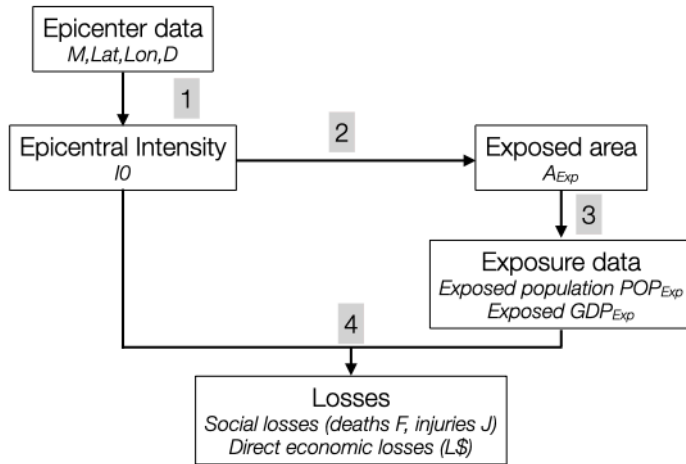 Epicenter data
M,Lat,Lon,D
1
2
Epicentral Intensity
I0
Exposed area
AExp
3
Exposure data
Exposed population POPExp
Exposed GDPExp
4
Losses
Social losses (deaths F, injuries J)
Direct economic losses (L$)